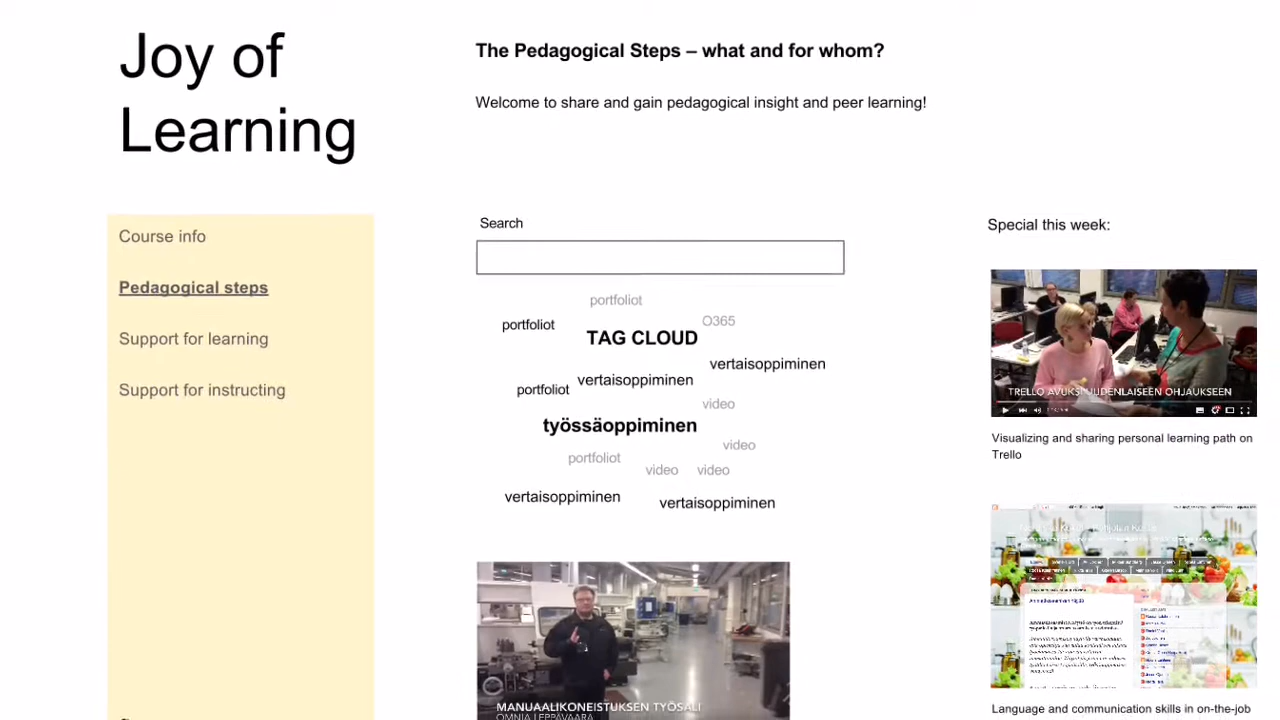 Joy of
Learning
The Pedagogical Steps – what and for whom?
Welcome to share and gain pedagogical insight and peer learning!
Course info
Pedagogical steps
Support for learning
Support for instructing
Search
portfoliot
portfoliot
O365
TAG CLOUD
vertaisoppiminen
portfoliot
vertaisoppiminen
video
työssäoppiminen
video
portfoliot
video
video
vertaisoppiminen
vertaisoppiminen
MANUAALIKONEISTUKSEN TYÖSALI
OMNIA LEPPÄVAARA
Special this week:
TRELLO AVUKSI UUDENLAISEEN OHJAUKSEEN
Visualizing and sharing personal learning path on
Trello
Language and communication skills in on-the-job